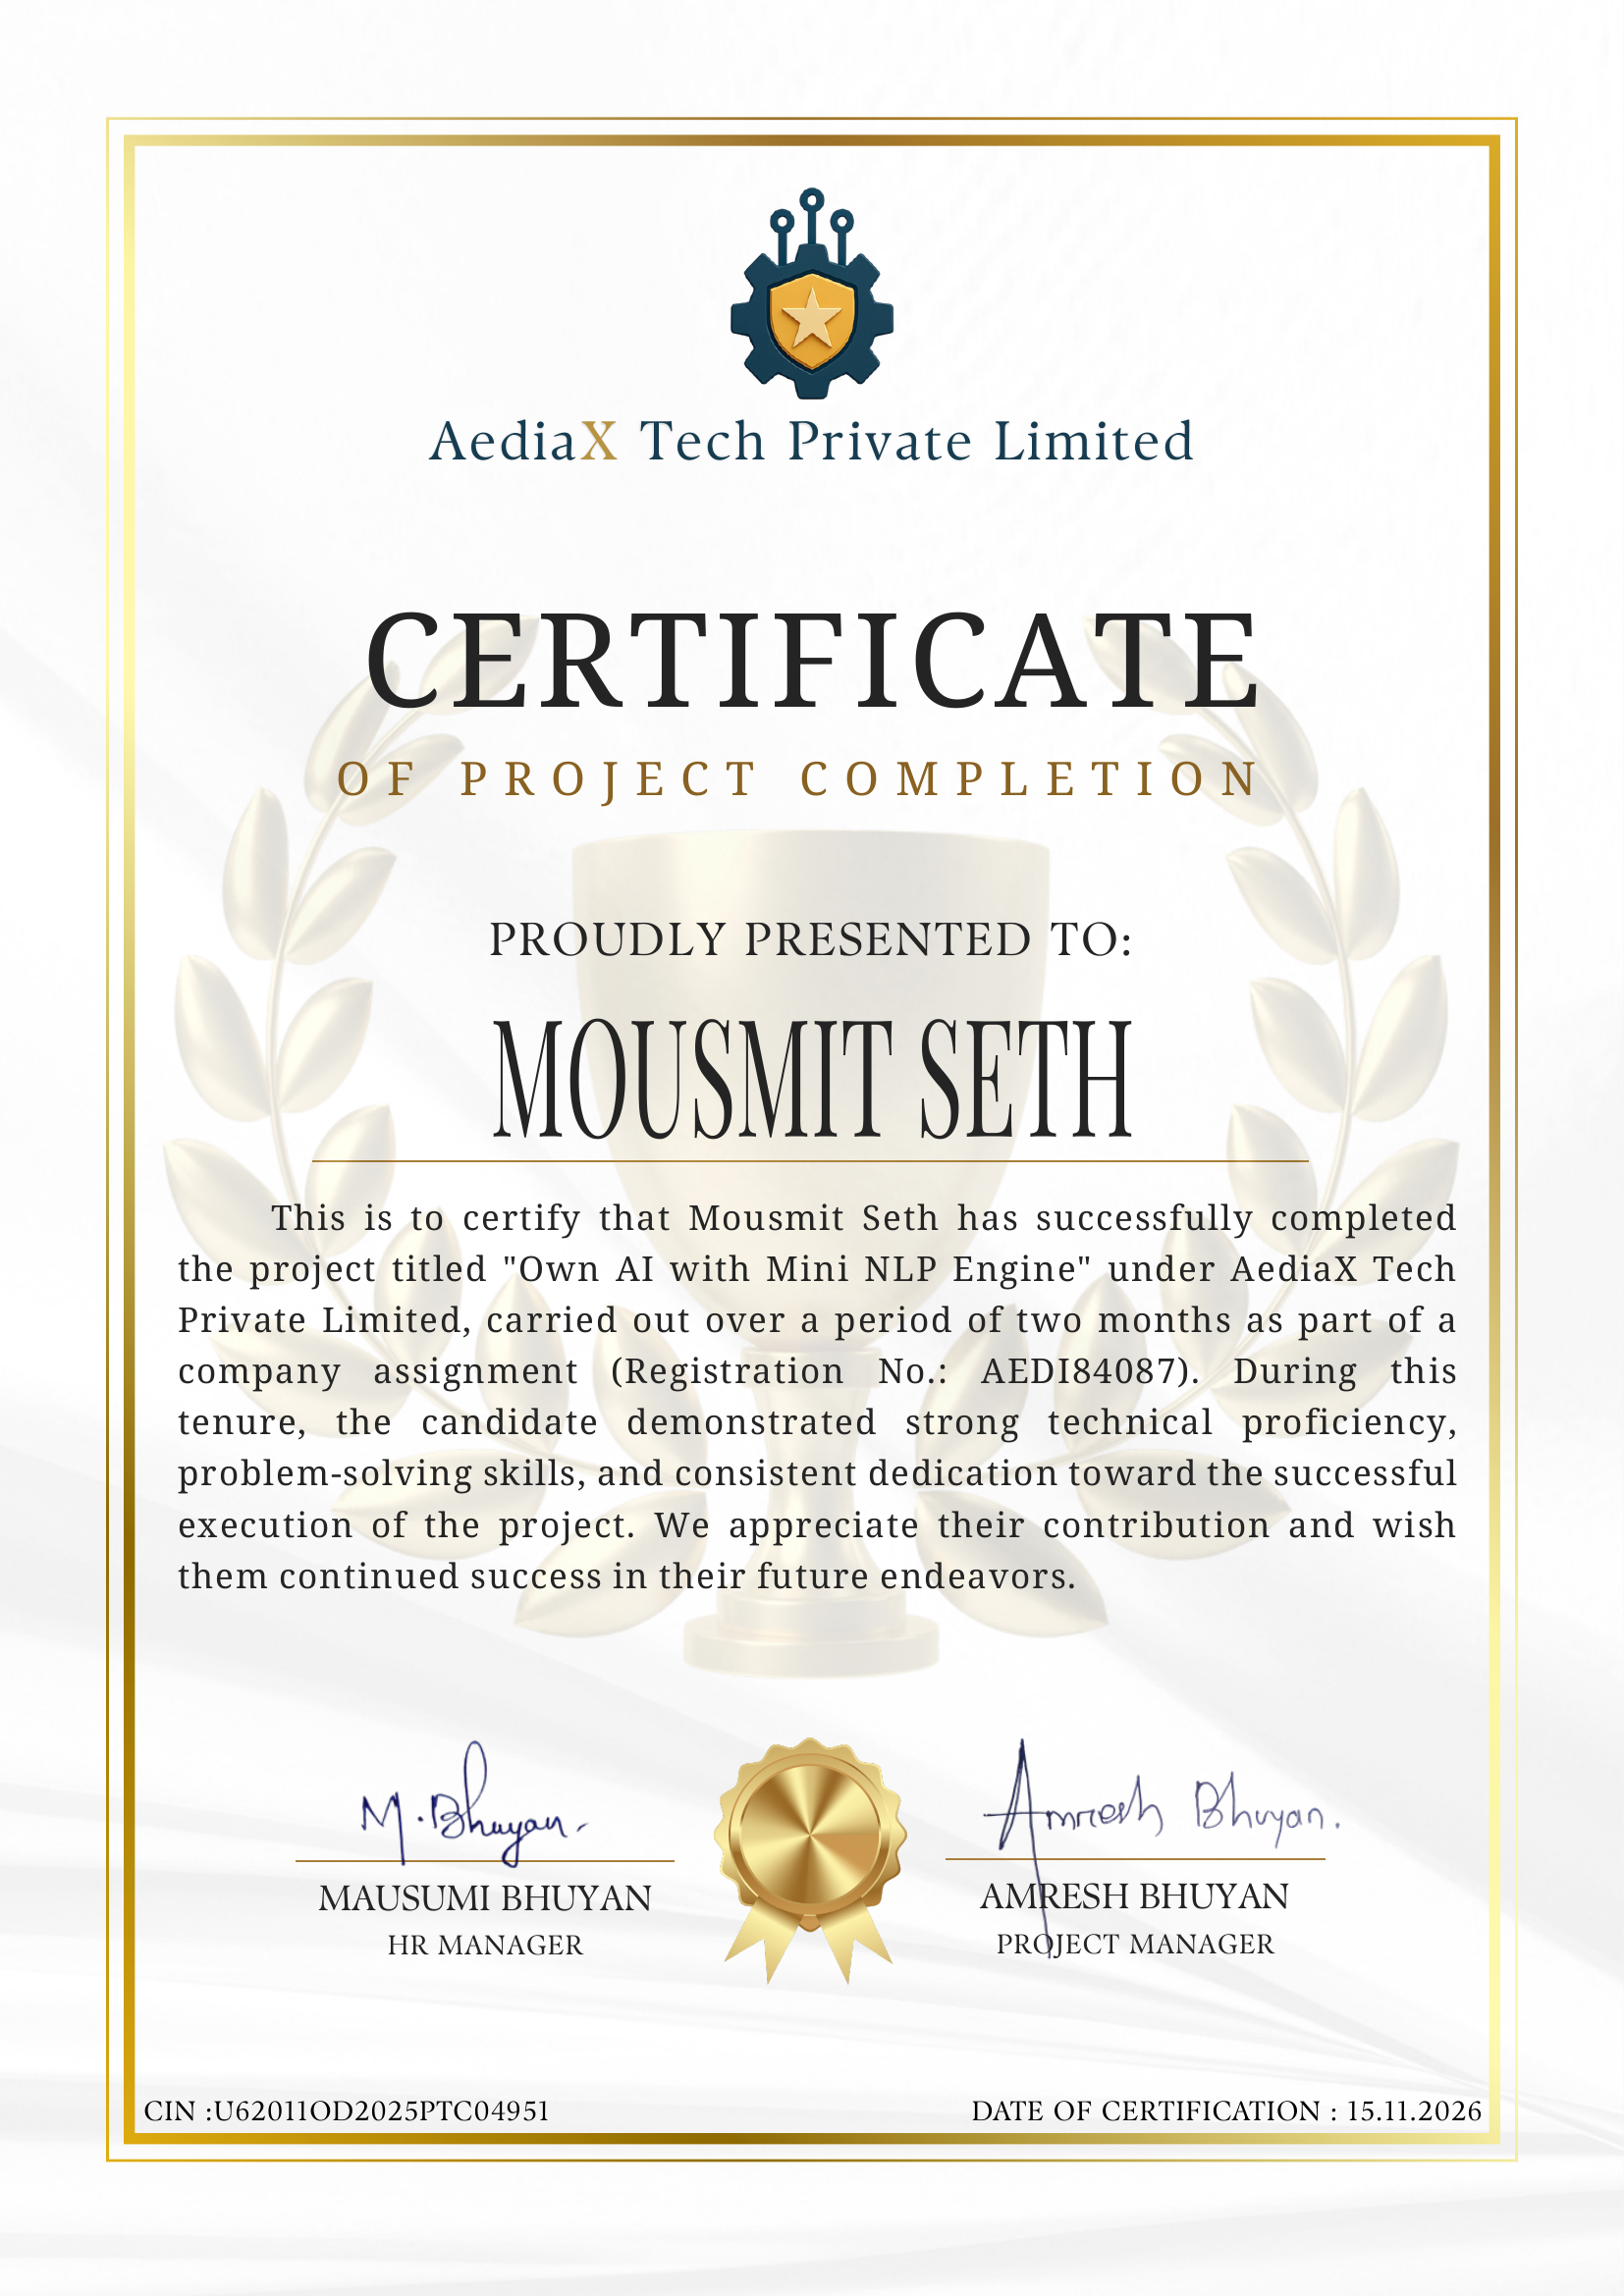 AediaX Tech Private Limited
CERTIFICATE
OF PROJECT COMPLETION
PROUDLY PRESENTED TO:
MOUSMIT SETH
This is to certify that Mousmit Seth has successfully completed
the project titled "Own AI with Mini NLP Engine" under AediaX Tech
Private Limited, carried out over a period of two months as part of a
company assignment (Registration No.: AEDI84087). During this
tenure, the candidate demonstrated strong technical proficiency,
problem-solving skills, and consistent dedication toward the successful
execution of the project. We appreciate their contribution and wish
them continued success in their future endeavors.
M. Bhuyan.
Amresh Bhuyan.
MAUSUMI BHUYAN
AMRESH BHUYAN
HR MANAGER
PROJECT MANAGER
CIN :U62011OD2025PTC04951
DATE OF CERTIFICATION : 15.11.2026